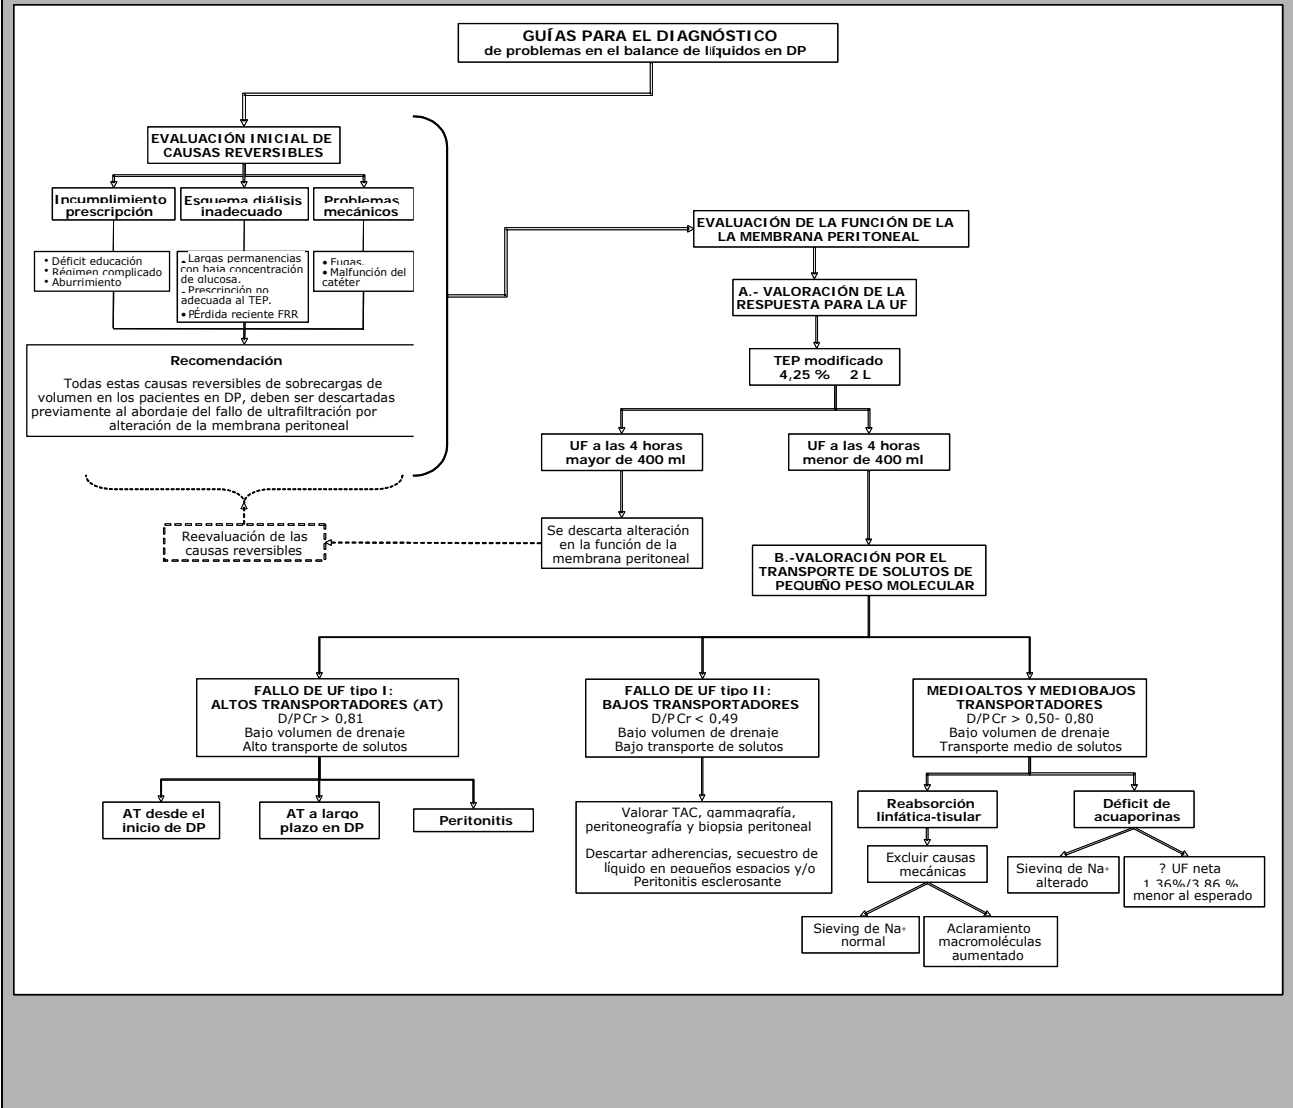 GUÍAS PARA EL DIAGNÓSTICO
de problemas en el balance de líquidos en DP
EVALUACIÓN INICIAL DE
CAUSAS REVERSIBLES
Incumplimiento
prescripción
Esquema diálisis
inadecuado
Problemas
mecánicos
• Déficit educación
• Régimen complicado
• Aburrimiento
• Largas permanencias
con baja concentración
de glucosa.
- Prescripción no
adecuada al TEP.
• PÉrdida reciente FRR
• Fugas.
• Malfunción del
catéter
Recomendación
Todas estas causas reversibles de sobrecargas de
volumen en los pacientes en DP, deben ser descartadas
previamente al abordaje del fallo de ultrafiltración por
alteración de la membrana peritoneal
EVALUACIÓN DE LA FUNCIÓN DE LA
LA MEMBRANA PERITONEAL
A.- VALORACIÓN DE LA
RESPUESTA PARA LA UF
TEP modificado
4,25 % 2 L
UF a las 4 horas
mayor de 400 ml
UF a las 4 horas
menor de 400 ml
Se descarta alteración
en la función de la
membrana peritoneal
Reevaluación de las
causas reversibles
B.-VALORACIÓN POR EL
TRANSPORTE DE SOLUTOS DE
PEQUEÑO PESO MOLECULAR
FALLO DE UF tipo I:
ALTOS TRANSPORTADORES (AT)
D/PCr > 0,81
Bajo volumen de drenaje
Alto transporte de solutos
FALLO DE UF tipo II:
BAJOS TRANSPORTADORES
D/PCr < 0,49
Bajo volumen de drenaje
Bajo transporte de solutos
MEDIOALTOS Y MEDIOBAJOS
TRANSPORTADORES
D/PCr > 0,50- 0,80
Bajo volumen de drenaje
Transporte medio de solutos
AT desde el
inicio de DP
AT a largo
plazo en DP
Peritonitis
Valorar TAC, gammagrafía,
peritoneografía y biopsia peritoneal
Descartar adherencias, secuestro de
líquido en pequeños espacios y/o
Peritonitis esclerosante
Reabsorción
linfática-tisular
Déficit de
acuaporinas
Excluir causas
mecánicas
Sieving de Na+
alterado
? UF neta
1,36%/3,86 %
menor al esperado
Sieving de Na+
normal
Aclaramiento
macromoléculas
aumentado